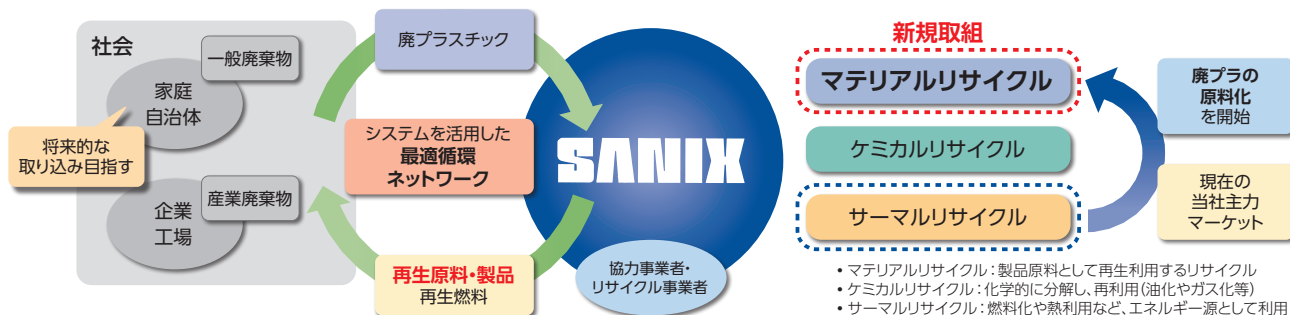 社会
一般廃棄物
家庭
自治体
将来的な
取り込み目指す
産業廃棄物
企業
工場
廃プラスチック
システムを活用した
最適循環
ネットワーク
再生原料・製品
再生燃料
SANIX
協力事業者・
リサイクル事業者
新規取組
マテリアルリサイクル
ケミカルリサイクル
サーマルリサイクル
廃プラの
原料化
を開始
現在の
当社主力
マーケット
• マテリアルリサイクル：製品原料として再生利用するリサイクル
• ケミカルリサイクル：化学的に分解し、再利用(油化やガス化等)
• サーマルリサイクル：燃料化や熱利用など、エネルギー源として利用